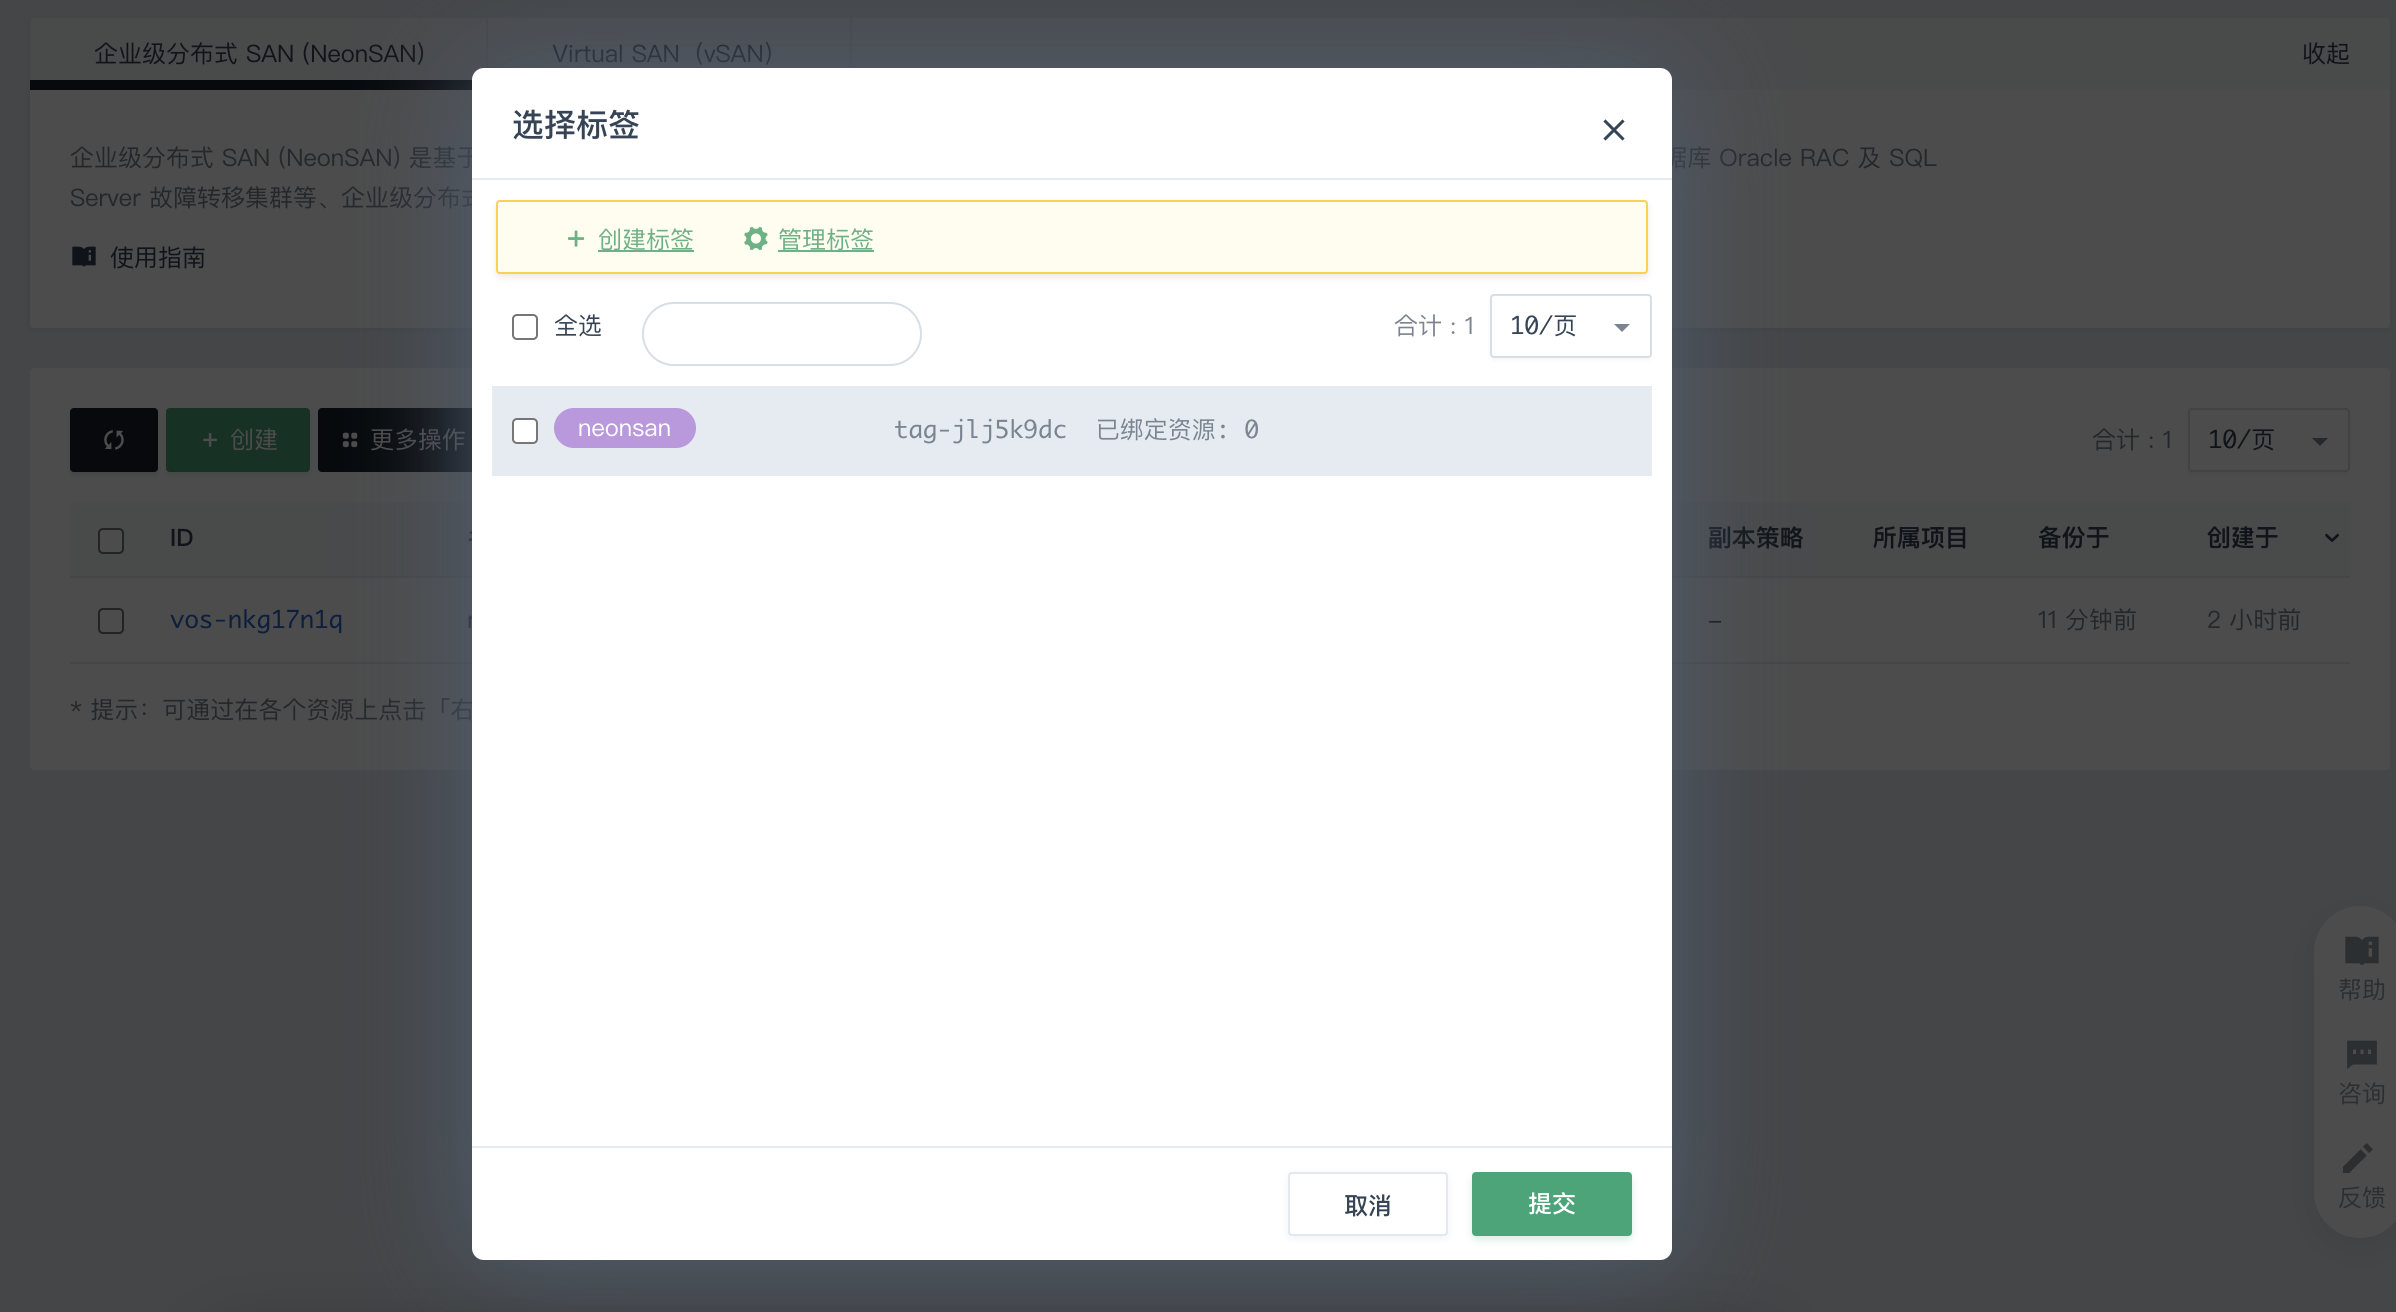 企业级分布式 SAN (NeonSAN)
Virtual SAN（vSAN）
收起
企业级分布式 SAN (NeonSAN) 是基于
据库 Oracle RAC 及 SQL
Server 故障转移集群等、企业级分布式
使用指南
选择标签
+ 创建标签
管理标签
全选
合计：1
10/页
neonsan
tag-jlj5k9dc
已绑定资源: 0
取消
提交
+ 创建
更多操作
合计：1
10/页
ID
副本策略
所属项目
备份于
创建于
vos-nkg17n1q
–
11 分钟前
2 小时前
* 提示：可通过在各个资源上点击「右
帮助
咨询
反馈